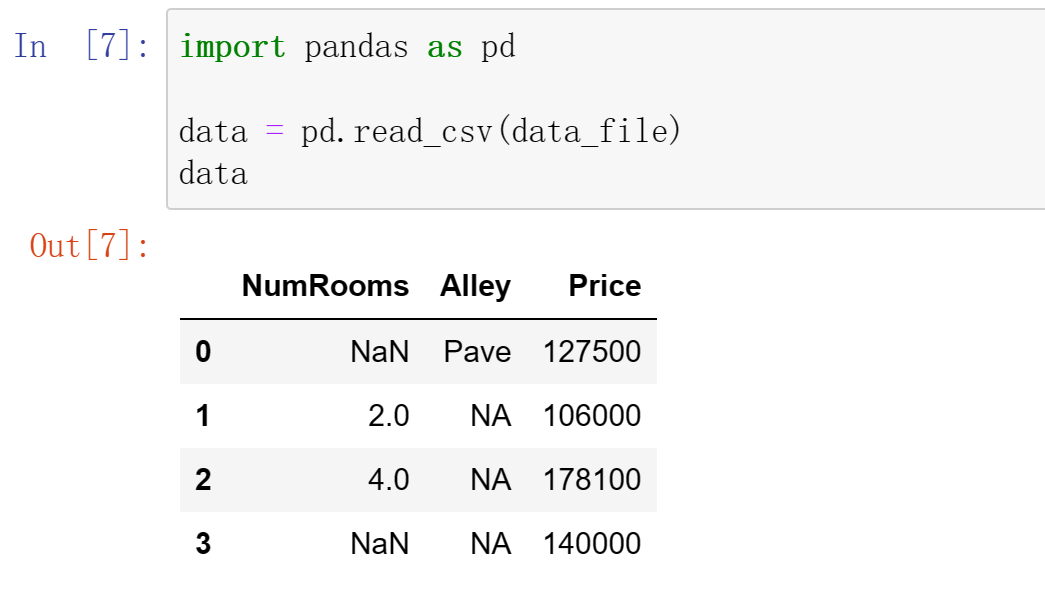 In [7]: import pandas as pd
data = pd.read_csv(data_file)
data
Out[7]:
NumRooms Alley Price
0 NaN Pave 127500
1 2.0 NA 106000
2 4.0 NA 178100
3 NaN NA 140000